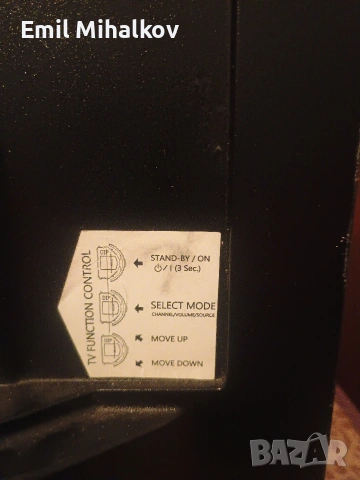 Emil Mihalkov
TV FUNCTION CONTROL
STAND-BY / ON
⏻/ I (3 Sec.)
SELECT MODE
CHANNEL/VOLUME/SOURCE
MOVE UP
MOVE DOWN
BAZAR